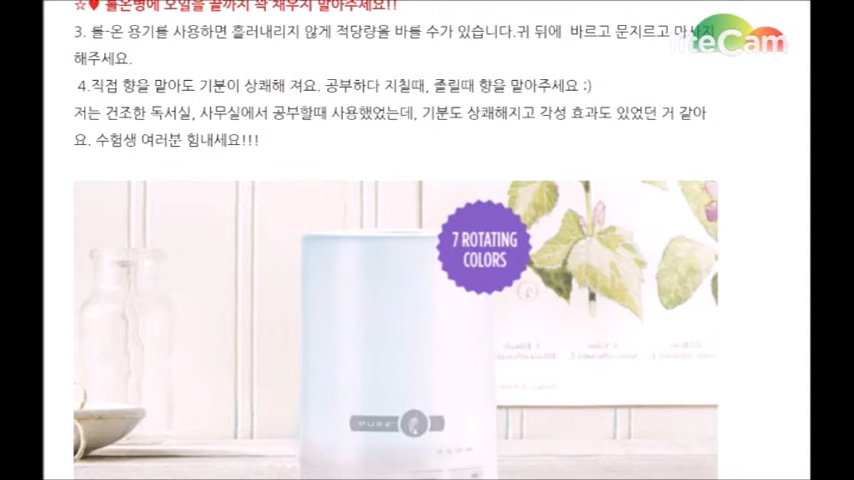 ☆♥ 롤온병에 오일을 끝까지 꽉 채우지 말아주세요!!
3. 롤-온 용기를 사용하면 흘러내리지 않게 적당량을 바를 수가 있습니다.귀 뒤에 바르고 문지르고 마사지
해주세요.
4.직접 향을 맡아도 기분이 상쾌해 져요. 공부하다 지칠때, 졸릴때 향을 맡아주세요 :)
저는 건조한 독서실, 사무실에서 공부할때 사용했었는데, 기분도 상쾌해지고 각성 효과도 있었던 거 같아
요. 수험생 여러분 힘내세요!!!
liteCam
7 ROTATING
COLORS
PURE